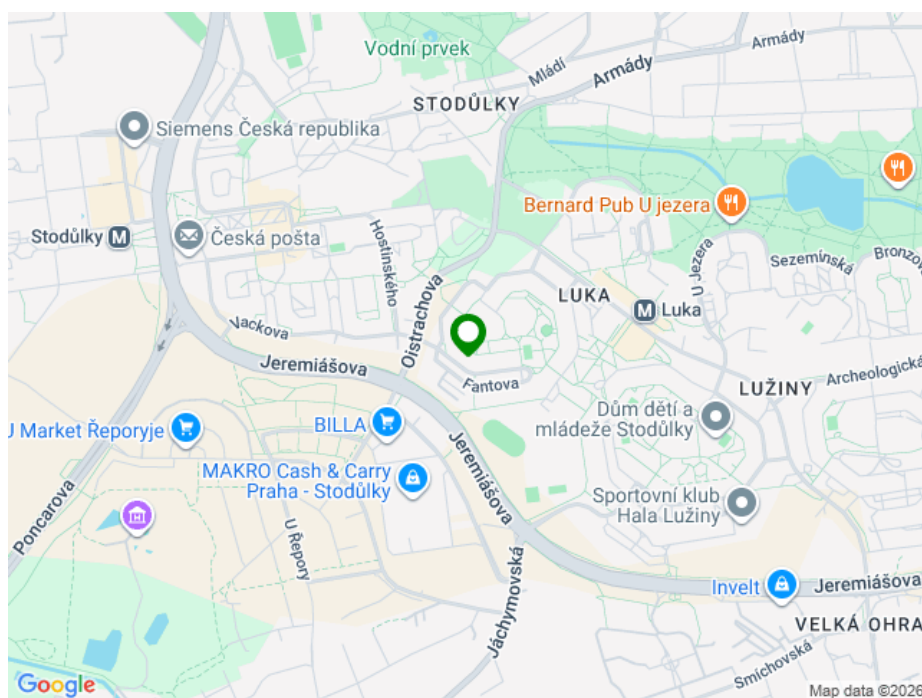 Vodní prvek
Mládí
Armády
Armády
STODŮLKY
Siemens Česká republika
Bernard Pub U jezera
Stodůlky
M
Česká pošta
Hostinského
U Jezera
Sezemínská
LUKA
M
Luka
Oistrachova
Vackova
Jeremiášova
Fantova
LUŽINY
Archeologická
BILLA
Dům dětí a
mládeže Stodůlky
J Market Řeporyje
Jeremiášova
MAKRO Cash & Carry
Praha - Stodůlky
Sportovní klub
Hala Lužiny
Poncarova
U Řepory
Jáchymovská
Invelt
Jeremiášova
VELKÁ OHRA
Smíchovská
Google
Map data ©2026